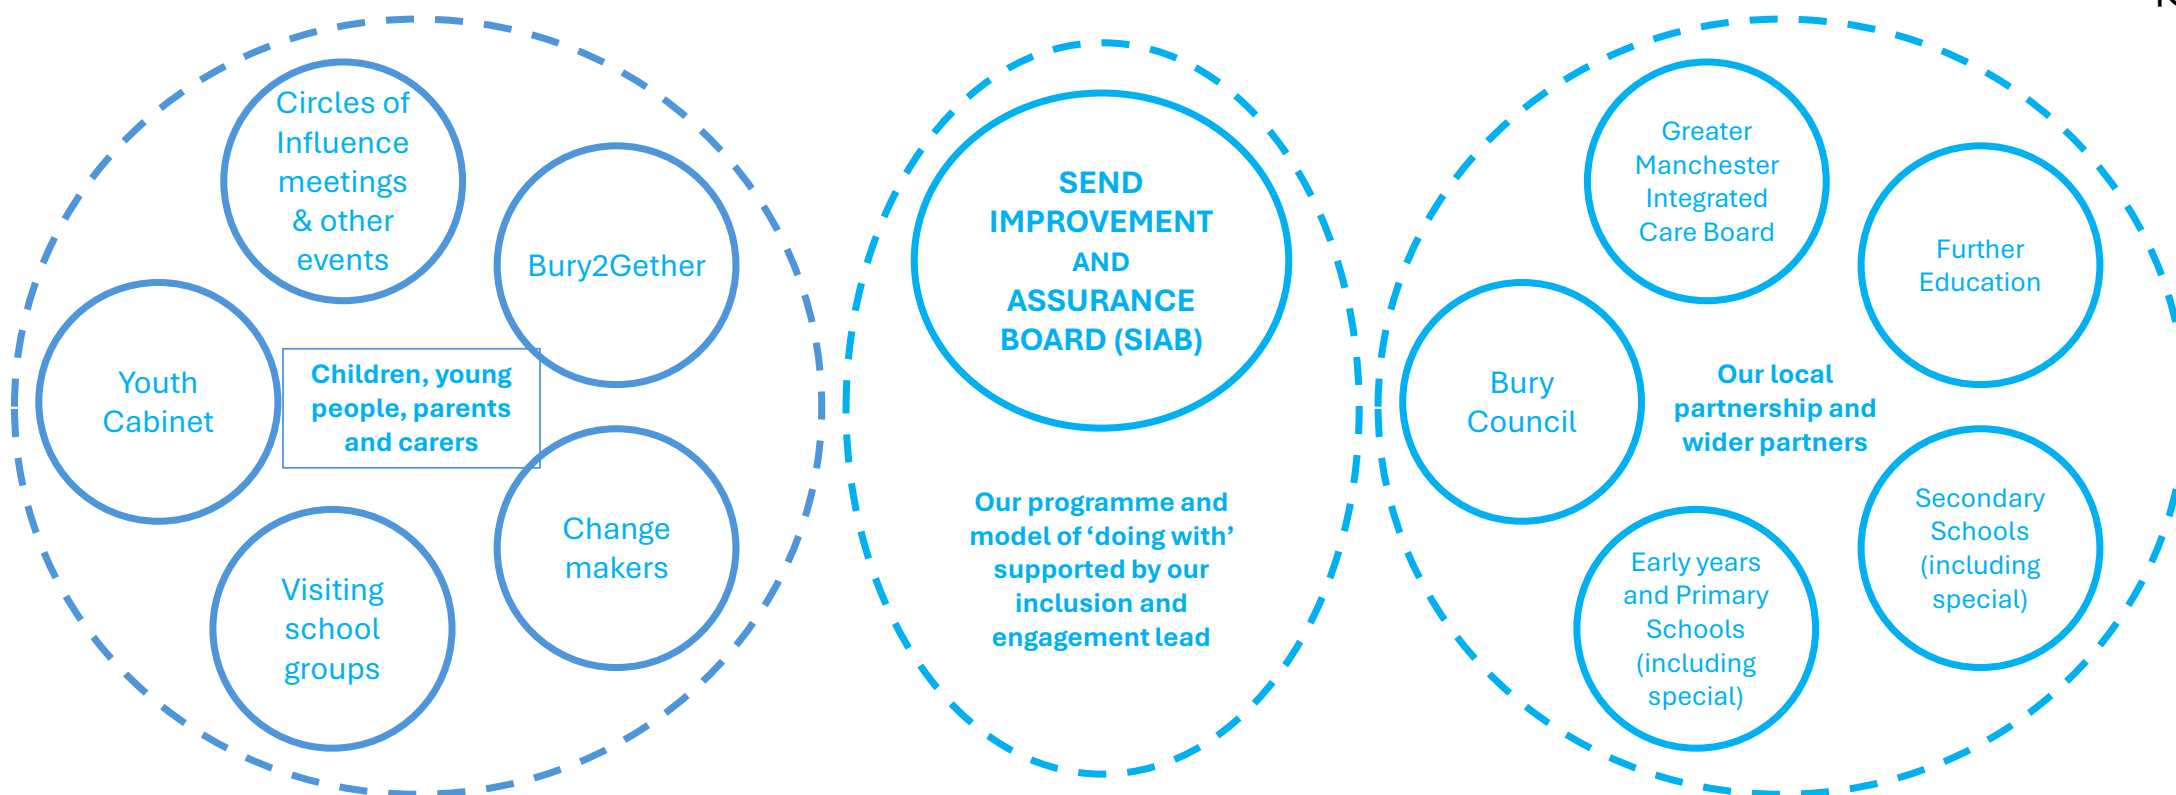 Circles of
Influence
meetings
& other
events
Bury2Gether
Youth
Cabinet
Children, young
people, parents
and carers
Change
makers
Visiting
school
groups
SEND
IMPROVEMENT
AND
ASSURANCE
BOARD (SIAB)
Our programme and
model of ‘doing with’
supported by our
inclusion and
engagement lead
Greater
Manchester
Integrated
Care Board
Further
Education
Bury
Council
Our local
partnership and
wider partners
Secondary
Schools
(including
special)
Early years
and Primary
Schools
(including
special)